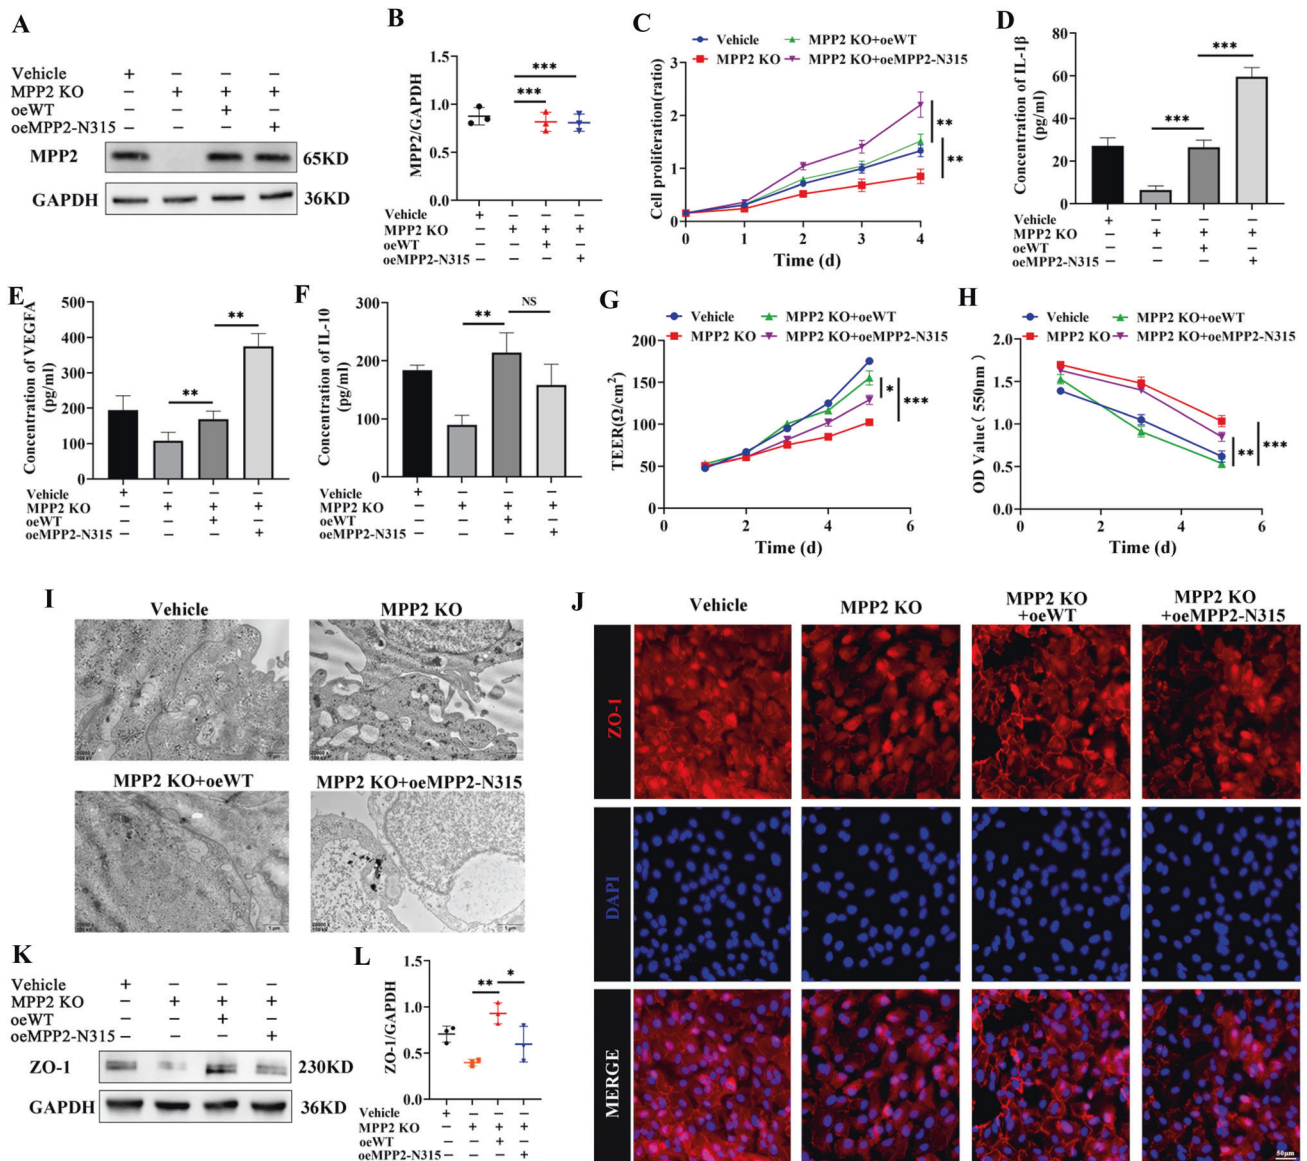 A
Vehicle + − − −
MPP2 KO − + + +
oeWT − − + −
oeMPP2-N315 − − − +
MPP2 65KD
GAPDH 36KD
B
MPP2/GAPDH
1.5
1.0
0.5
0.0
***
***
Vehicle + − − −
MPP2 KO − + + +
oeWT − − + −
oeMPP2-N315 − − − +
C
Vehicle MPP2 KO+oeWT
MPP2 KO MPP2 KO+oeMPP2-N315
Cell proliferation(ratio)
3
2
1
0
**
**
0 1 2 3 4
Time (d)
D
Concentration of IL-1β
(pg/ml)
80
60
40
20
0
***
***
Vehicle + − − −
MPP2 KO − + + +
oeWT − − + −
oeMPP2-N315 − − − +
E
Concentration of VEGFA
(pg/ml)
500
400
300
200
100
0
**
**
Vehicle + − − −
MPP2 KO − + + +
oeWT − − + −
oeMPP2-N315 − − − +
F
Concentration of IL-10
(pg/ml)
300
200
100
0
**
NS
Vehicle + − − −
MPP2 KO − + + +
oeWT − − + −
oeMPP2-N315 − − − +
G
Vehicle MPP2 KO+oeWT
MPP2 KO MPP2 KO+oeMPP2-N315
TEER(Ω/cm²)
200
150
100
50
0
*
***
0 2 4 6
Time (d)
H
Vehicle MPP2 KO+oeWT
MPP2 KO MPP2 KO+oeMPP2-N315
OD Value( 550nm)
2.0
1.5
1.0
0.5
0.0
**
***
0 2 4 6
Time (d)
I
Vehicle MPP2 KO
1 μm
MPP2 KO+oeWT MPP2 KO+oeMPP2-N315
1 μm
1 μm
J
Vehicle MPP2 KO MPP2 KO
+oeWT MPP2 KO
+oeMPP2-N315
ZO-1
DAPI
MERGE
50μm
K
Vehicle + − − −
MPP2 KO − + + +
oeWT − − + −
oeMPP2-N315 − − − +
ZO-1 230KD
GAPDH 36KD
L
ZO-1/GAPDH
1.5
1.0
0.5
0.0
**
*
Vehicle + − − −
MPP2 KO − + + +
oeWT − − + −
oeMPP2-N315 − − − +